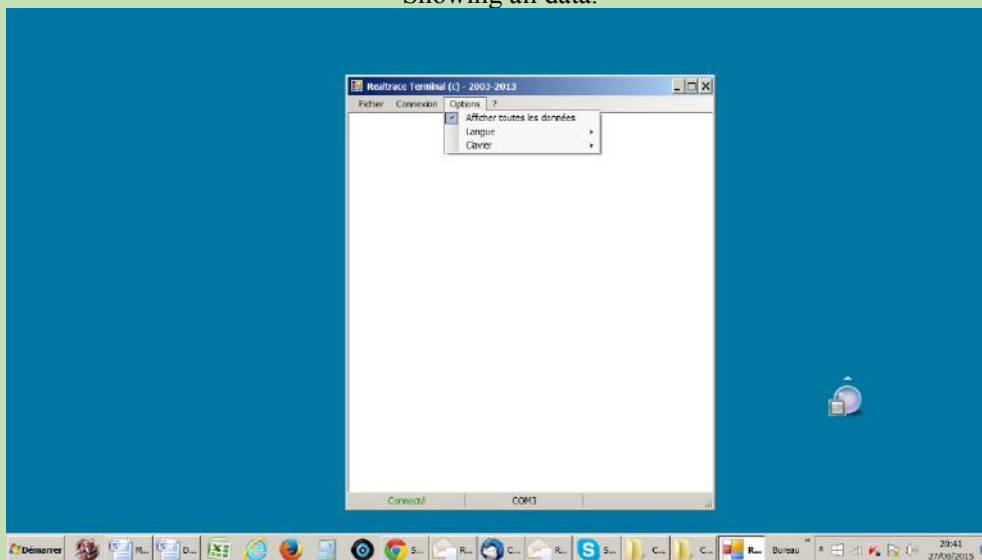 Showing all data.
Realtrace Terminal (c) - 2003-2013
Fichier Connexion Options ?
Afficher toutes les données
Langue
Clavier
Connecté COM3
Démarrer M... D... S... R... C... R... S... C... C... R... Bureau 20:41
27/08/2015